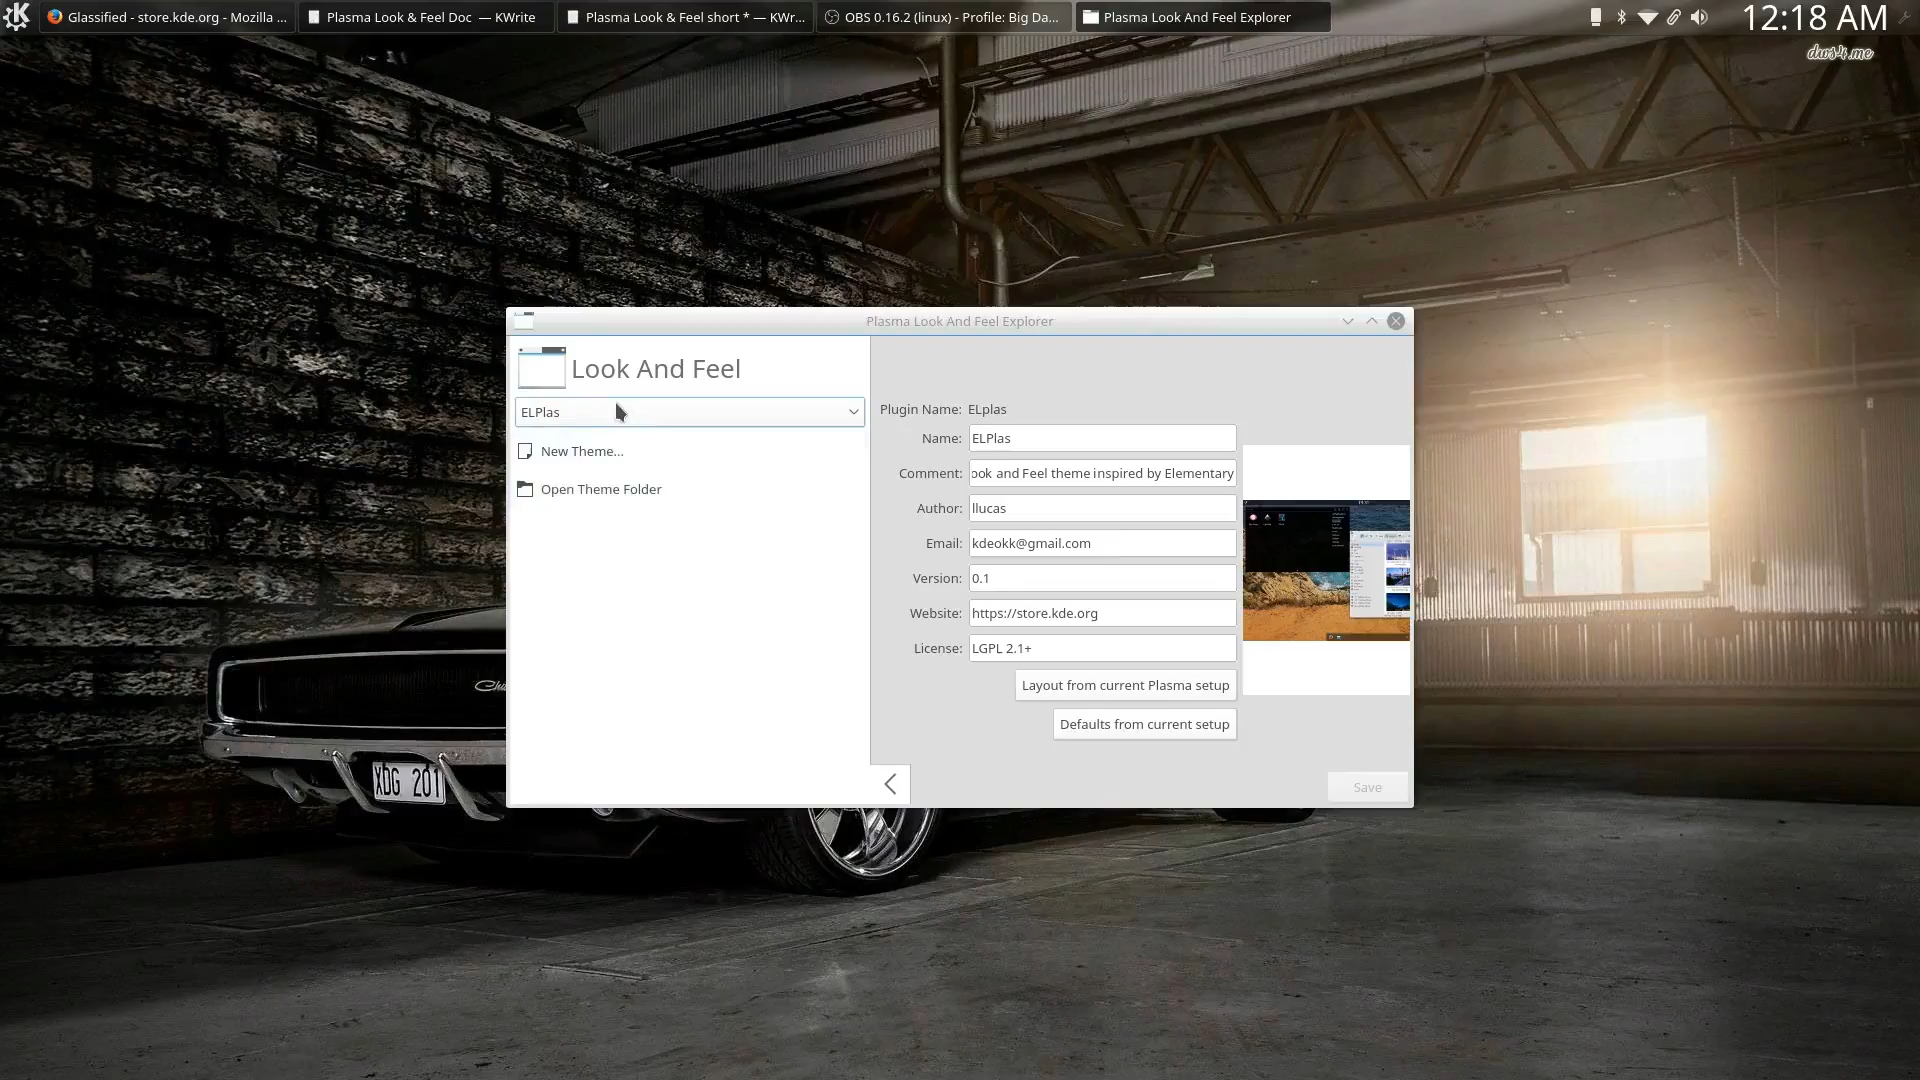 Glassified - store.kde.org - Mozilla ...
Plasma Look & Feel Doc — KWrite
Plasma Look & Feel short * — KWr...
OBS 0.16.2 (linux) - Profile: Big Da...
Plasma Look And Feel Explorer
12:18 AM
dws4.me
Plasma Look And Feel Explorer
Look And Feel
ELPlas
New Theme...
Open Theme Folder
Plugin Name: ELplas
Name: ELPlas
Comment: ook and Feel theme inspired by Elementary
Author: llucas
Email: kdeokk@gmail.com
Version: 0.1
Website: https://store.kde.org
License: LGPL 2.1+
Layout from current Plasma setup
Defaults from current setup
Save
XDG 201